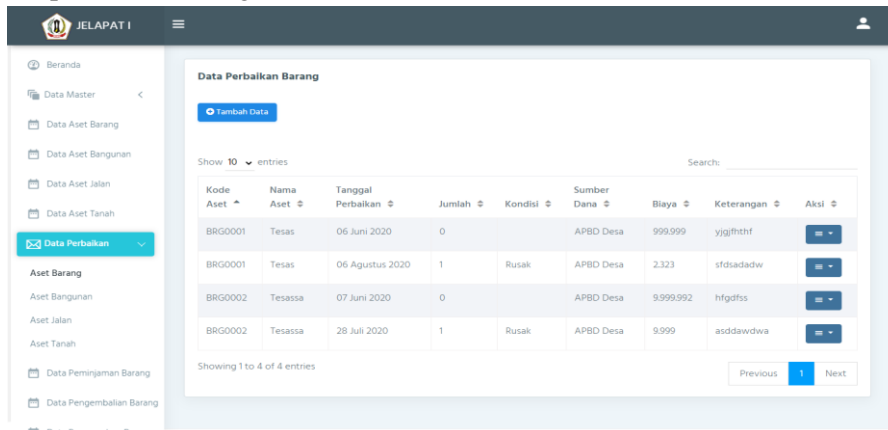 JELAPAT I
Beranda
Data Master
Data Aset Barang
Data Aset Bangunan
Data Aset Jalan
Data Aset Tanah
Data Perbaikan
Aset Barang
Aset Bangunan
Aset Jalan
Aset Tanah
Data Peminjaman Barang
Data Pengembalian Barang
Data Perbaikan Barang
Tambah Data
Show 10 entries
Search:
Kode Aset Nama Aset Tanggal Perbaikan Jumlah Kondisi Sumber Dana Biaya Keterangan Aksi
BRG0001 Tesas 06 Juni 2020 0 APBD Desa 999.999 yjgjfhthf
BRG0001 Tesas 06 Agustus 2020 1 Rusak APBD Desa 2.323 sfdsadadw
BRG0002 Tesassa 07 Juni 2020 0 APBD Desa 9.999.992 hfgdfss
BRG0002 Tesassa 28 Juli 2020 1 Rusak APBD Desa 9.999 asddawdwa
Showing 1 to 4 of 4 entries
Previous 1 Next